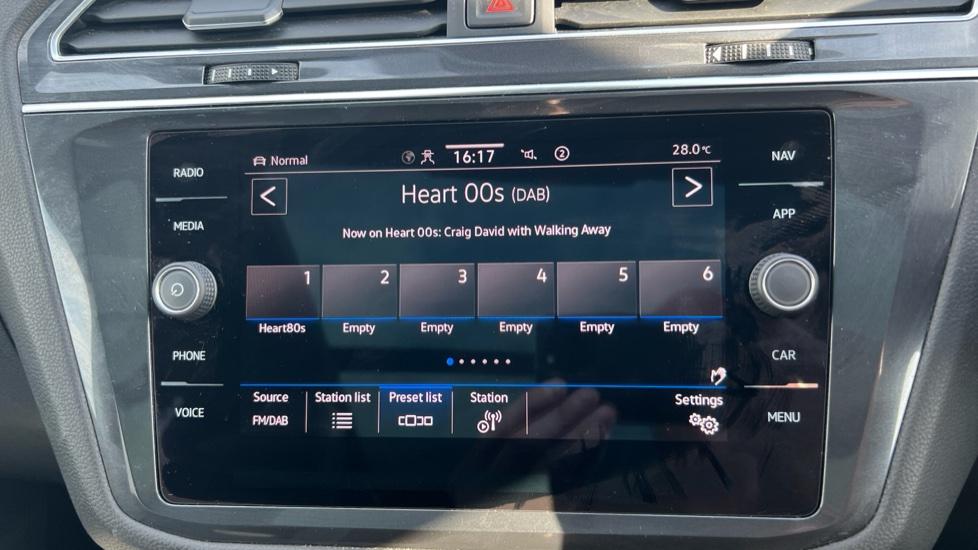 RADIO
MEDIA
PHONE
VOICE
Normal
16:17
2
28.0°C
Heart 00s (DAB)
Now on Heart 00s: Craig David with Walking Away
1 2 3 4 5 6
Heart80s Empty Empty Empty Empty Empty
Source Station list Preset list Station Settings
FM/DAB
NAV
APP
CAR
MENU